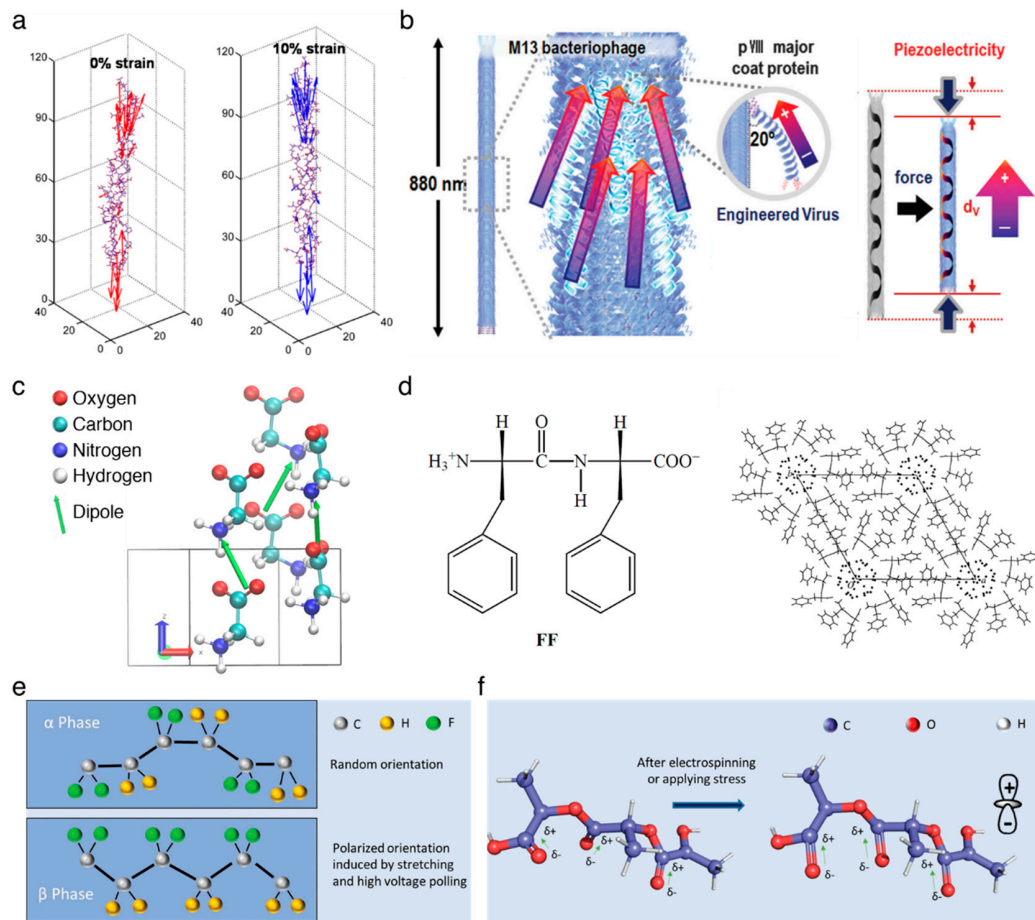 a
0% strain
10% strain
120
90
60
30
0
0
20
40
20
40
120
90
60
30
0
0
20
40
20
40
b
M13 bacteriophage
880 nm
pVIII major
coat protein
20°
+
−
Engineered Virus
Piezoelectricity
force
dv
+
−
c
Oxygen
Carbon
Nitrogen
Hydrogen
Dipole
z
x
d
H₃⁺N
H
O
C
N
H
H
COO⁻
FF
e
α Phase
C
H
F
Random orientation
β Phase
Polarized orientation
induced by stretching
and high voltage polling
f
C
O
H
After electrospinning
or applying stress
δ+
δ-
δ+
δ-
δ+
δ-
δ+
δ-
δ+
δ-
δ+
δ-
+
−